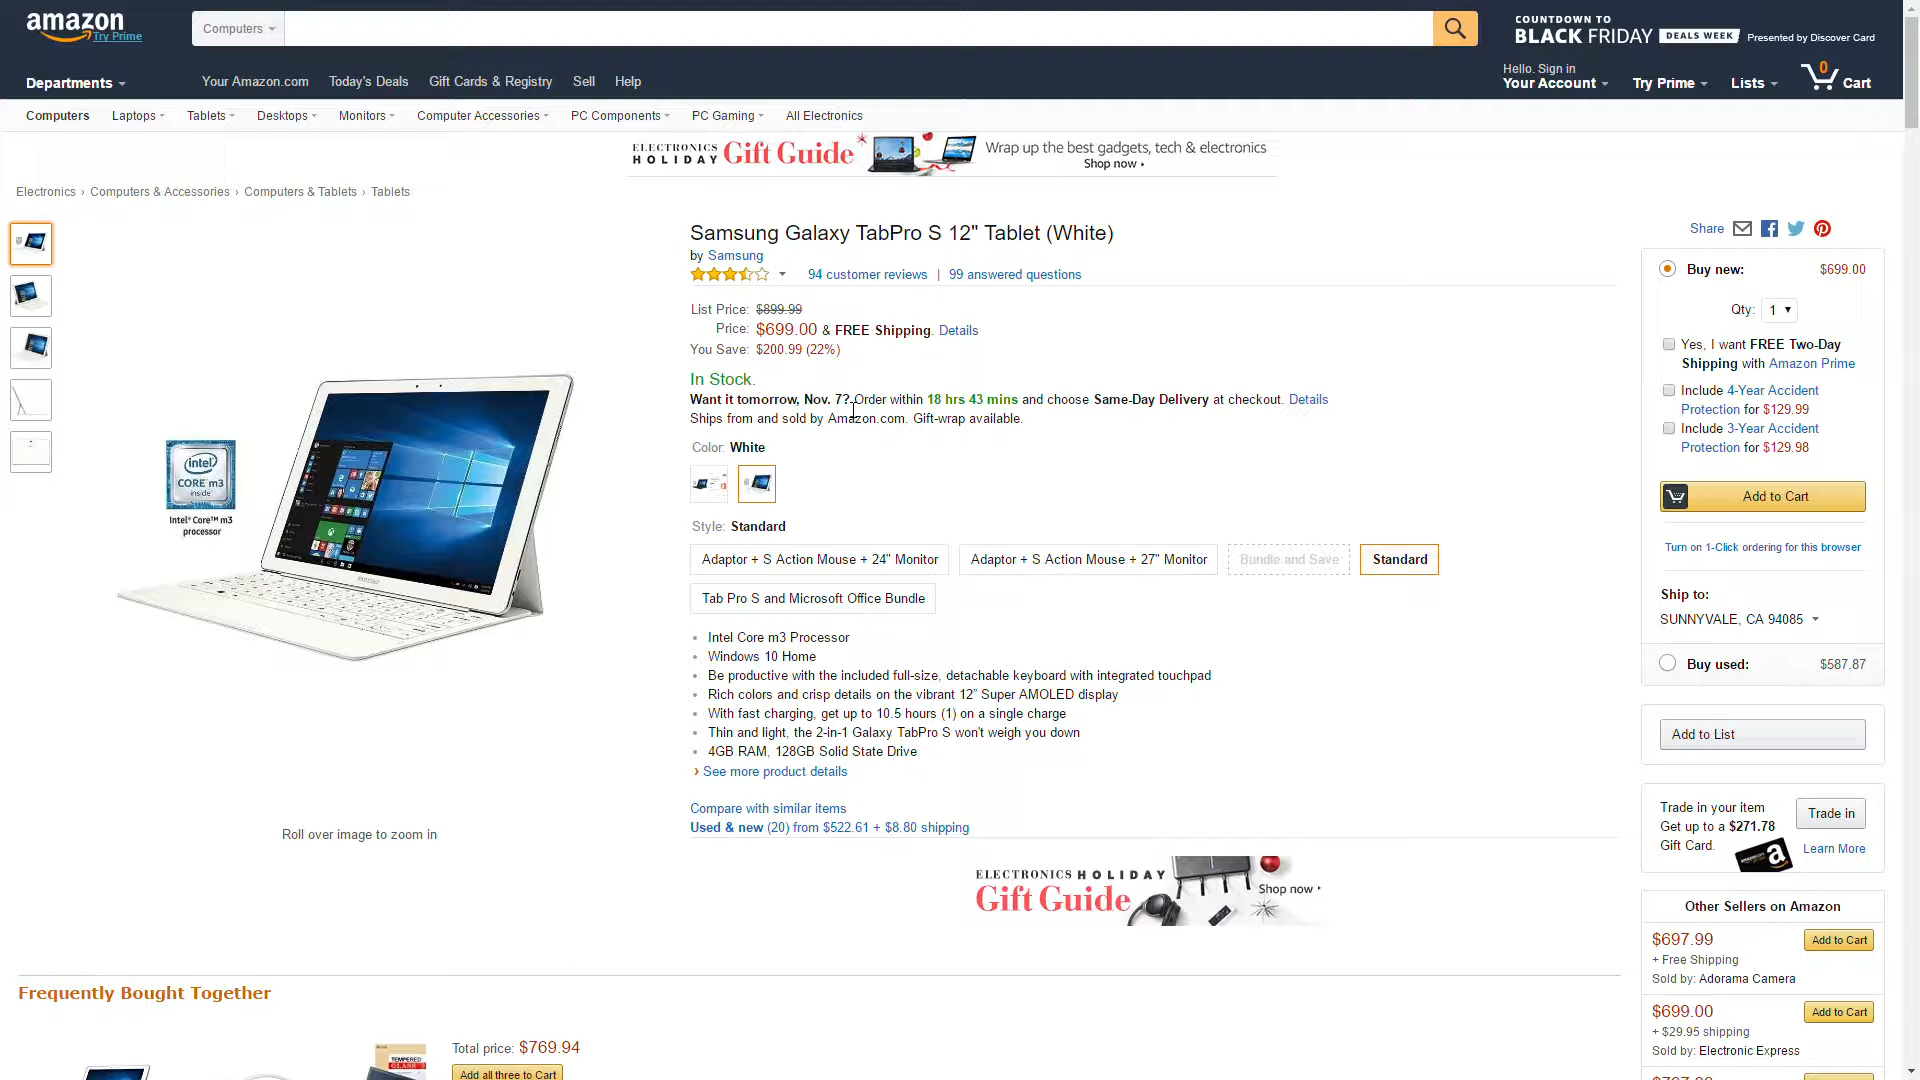 amazon
Try Prime
Computers
COUNTDOWN TO
BLACK FRIDAY DEALS WEEK Presented by Discover Card
Departments
Your Amazon.com Today's Deals Gift Cards & Registry Sell Help
Hello. Sign in
Your Account
Try Prime
Lists
0
Cart
Computers Laptops Tablets Desktops Monitors Computer Accessories PC Components PC Gaming All Electronics
ELECTRONICS
HOLIDAY Gift Guide
Wrap up the best gadgets, tech & electronics
Shop now ›
Electronics › Computers & Accessories › Computers & Tablets › Tablets
Samsung Galaxy TabPro S 12" Tablet (White)
by Samsung
94 customer reviews | 99 answered questions
List Price: $899.99
Price: $699.00 & FREE Shipping. Details
You Save: $200.99 (22%)
In Stock.
Want it tomorrow, Nov. 7? Order within 18 hrs 43 mins and choose Same-Day Delivery at checkout. Details
Ships from and sold by Amazon.com. Gift-wrap available.
Color: White
Style: Standard
Adaptor + S Action Mouse + 24" Monitor
Adaptor + S Action Mouse + 27" Monitor
Bundle and Save
Standard
Tab Pro S and Microsoft Office Bundle
Intel Core m3 Processor
Windows 10 Home
Be productive with the included full-size, detachable keyboard with integrated touchpad
Rich colors and crisp details on the vibrant 12” Super AMOLED display
With fast charging, get up to 10.5 hours (1) on a single charge
Thin and light, the 2-in-1 Galaxy TabPro S won't weigh you down
4GB RAM, 128GB Solid State Drive
› See more product details
Compare with similar items
Used & new (20) from $522.61 + $8.80 shipping
intel
CORE m3
inside
Intel® Core™ m3
processor
SAMSUNG
Roll over image to zoom in
ELECTRONICS HOLIDAY
Gift Guide
Shop now ›
Share
Buy new: $699.00
Qty: 1
Yes, I want FREE Two-Day
Shipping with Amazon Prime
Include 4-Year Accident
Protection for $129.99
Include 3-Year Accident
Protection for $129.98
Add to Cart
Turn on 1-Click ordering for this browser
Ship to:
SUNNYVALE, CA 94085
Buy used: $587.87
Add to List
Trade in your item
Get up to a $271.78
Gift Card.
Trade in
Learn More
Other Sellers on Amazon
$697.99
Add to Cart
+ Free Shipping
Sold by: Adorama Camera
$699.00
Add to Cart
+ $29.95 shipping
Sold by: Electronic Express
Frequently Bought Together
TEMPERED
GLASS
Total price: $769.94
Add all three to Cart